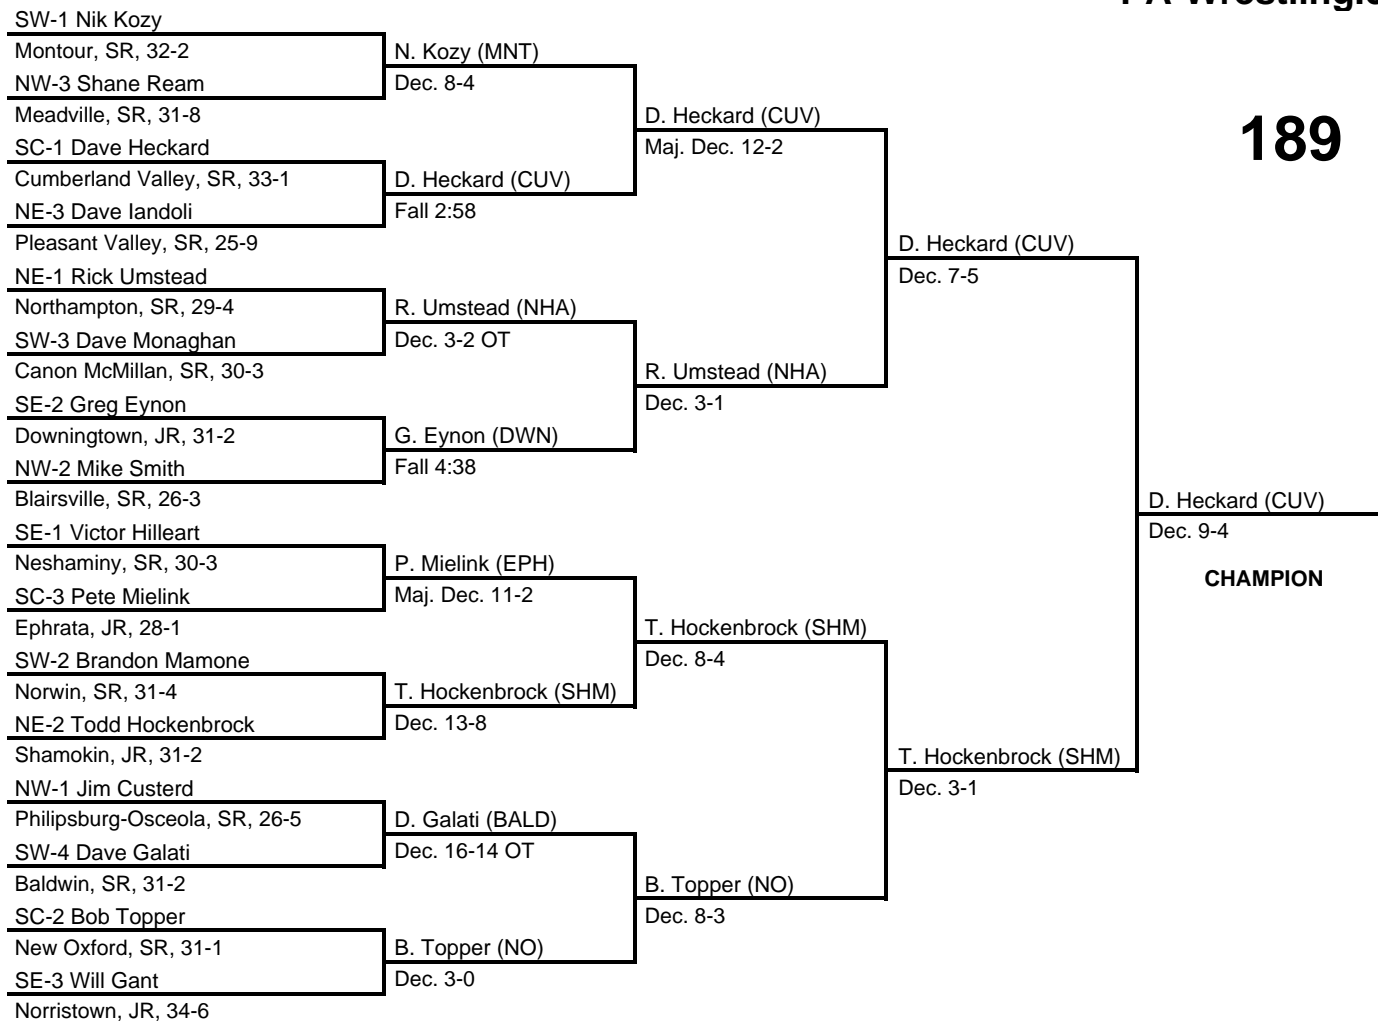 189
SW-1 Nik Kozy
Montour, SR, 32-2
NW-3 Shane Ream
Meadville, SR, 31-8
SC-1 Dave Heckard
Cumberland Valley, SR, 33-1
NE-3 Dave Iandoli
Pleasant Valley, SR, 25-9
NE-1 Rick Umstead
Northampton, SR, 29-4
SW-3 Dave Monaghan
Canon McMillan, SR, 30-3
SE-2 Greg Eynon
Downingtown, JR, 31-2
NW-2 Mike Smith
Blairsville, SR, 26-3
SE-1 Victor Hilleart
Neshaminy, SR, 30-3
SC-3 Pete Mielink
Ephrata, JR, 28-1
SW-2 Brandon Mamone
Norwin, SR, 31-4
NE-2 Todd Hockenbrock
Shamokin, JR, 31-2
NW-1 Jim Custerd
Philipsburg-Osceola, SR, 26-5
SW-4 Dave Galati
Baldwin, SR, 31-2
SC-2 Bob Topper
New Oxford, SR, 31-1
SE-3 Will Gant
Norristown, JR, 34-6
N. Kozy (MNT)
Dec. 8-4
D. Heckard (CUV)
Fall 2:58
R. Umstead (NHA)
Dec. 3-2 OT
G. Eynon (DWN)
Fall 4:38
P. Mielink (EPH)
Maj. Dec. 11-2
T. Hockenbrock (SHM)
Dec. 13-8
D. Galati (BALD)
Dec. 16-14 OT
B. Topper (NO)
Dec. 3-0
D. Heckard (CUV)
Maj. Dec. 12-2
R. Umstead (NHA)
Dec. 3-1
T. Hockenbrock (SHM)
Dec. 8-4
B. Topper (NO)
Dec. 8-3
D. Heckard (CUV)
Dec. 7-5
T. Hockenbrock (SHM)
Dec. 3-1
D. Heckard (CUV)
Dec. 9-4
CHAMPION